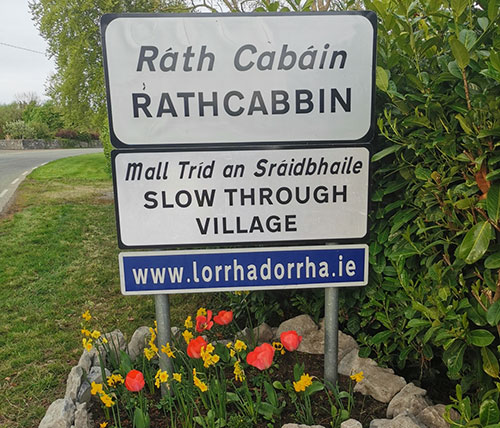 Ráth Cabáin
RATHCABBIN
Mall Tríd an Sráidbhaile
SLOW THROUGH
VILLAGE
www.lorrhadorrha.ie